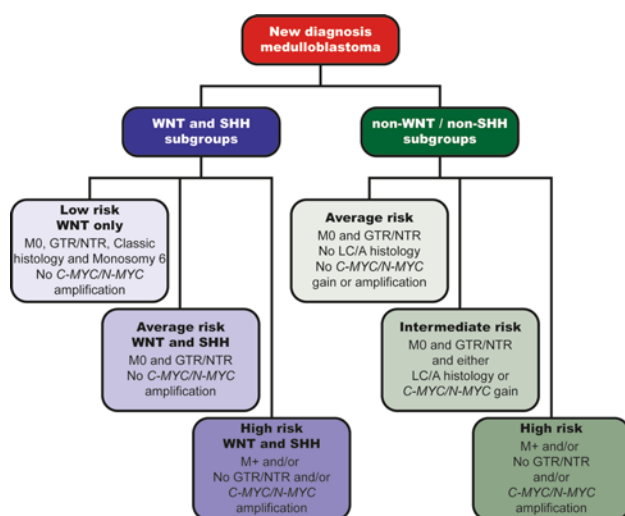 New diagnosis
medulloblastoma
WNT and SHH
subgroups
non-WNT / non-SHH
subgroups
Low risk
WNT only
M0, GTR/NTR, Classic
histology and Monosomy 6
No C-MYC/N-MYC
amplification
Average risk
M0 and GTR/NTR
No LC/A histology
No C-MYC/N-MYC
gain or amplification
Average risk
WNT and SHH
M0 and GTR/NTR
No C-MYC/N-MYC
amplification
Intermediate risk
M0 and GTR/NTR
and either
LC/A histology or
C-MYC/N-MYC gain
High risk
WNT and SHH
M+ and/or
No GTR/NTR and/or
C-MYC/N-MYC
amplification
High risk
M+ and/or
No GTR/NTR
and/or
C-MYC/N-MYC
amplification